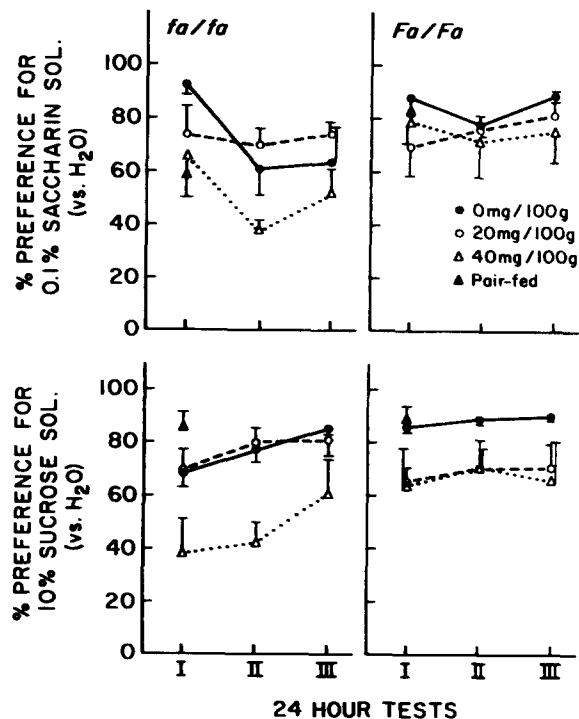 fa/fa
Fa/Fa
% PREFERENCE FOR
0.1% SACCHARIN SOL.
(vs. H₂O)
100
80
60
40
20
0
0mg/100g
20mg/100g
40mg/100g
Pair-fed
% PREFERENCE FOR
10% SUCROSE SOL.
(vs. H₂O)
100
80
60
40
20
0
I II III
I II III
24 HOUR TESTS